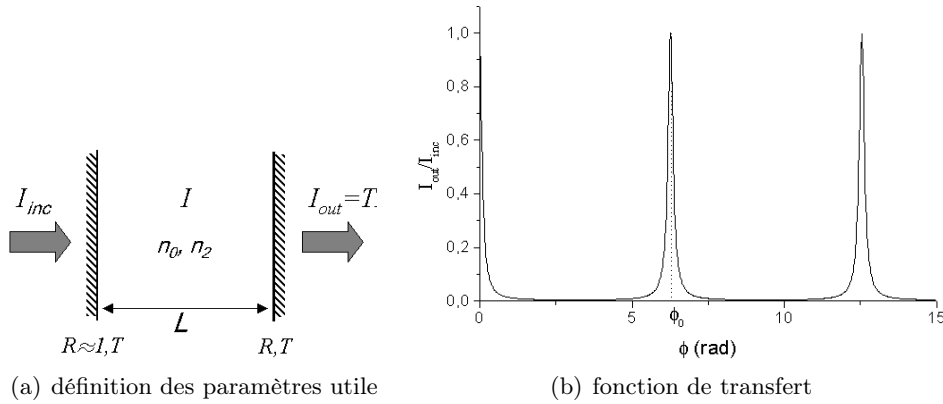 I_inc
I
I_out=T.
n_0, n_2
L
R≈1,T
R,T
(a) définition des paramètres utile
I_out/I_inc
1,0
0,8
0,6
0,4
0,2
0,0
0
5
ϕ_0
10
15
ϕ (rad)
(b) fonction de transfert